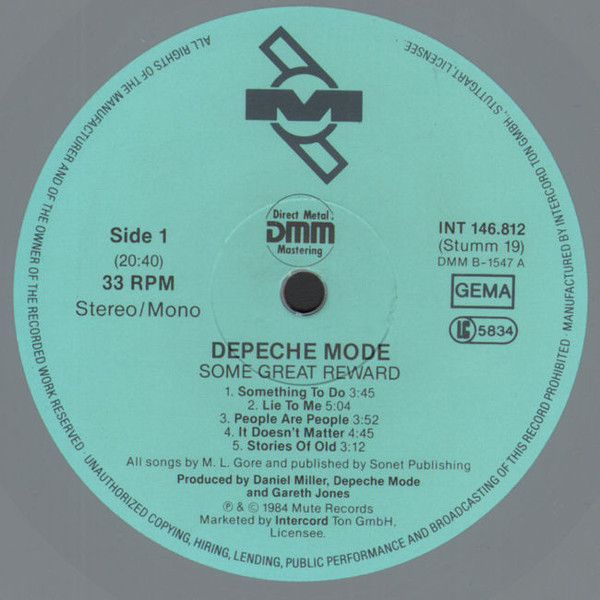 ALL RIGHTS OF THE MANUFACTURER AND OF THE OWNER OF THE RECORDED WORK RESERVED · UNAUTHORIZED COPYING, HIRING, LENDING, PUBLIC PERFORMANCE AND BROADCASTING OF THIS RECORD PROHIBITED · MANUFACTURED BY INTERCORD TON GMBH, STUTTGART, LICENSEE
M
Direct Metal
DMM
Mastering
Side 1
(20:40)
33 RPM
Stereo/Mono
INT 146.812
(Stumm 19)
DMM B-1547 A
GEMA
LC 5834
DEPECHE MODE
SOME GREAT REWARD
1. Something To Do 3:45
2. Lie To Me 5:04
3. People Are People 3:52
4. It Doesn't Matter 4:45
5. Stories Of Old 3:12
All songs by M. L. Gore and published by Sonet Publishing
Produced by Daniel Miller, Depeche Mode
and Gareth Jones
℗ & © 1984 Mute Records
Marketed by Intercord Ton GmbH,
Licensee.